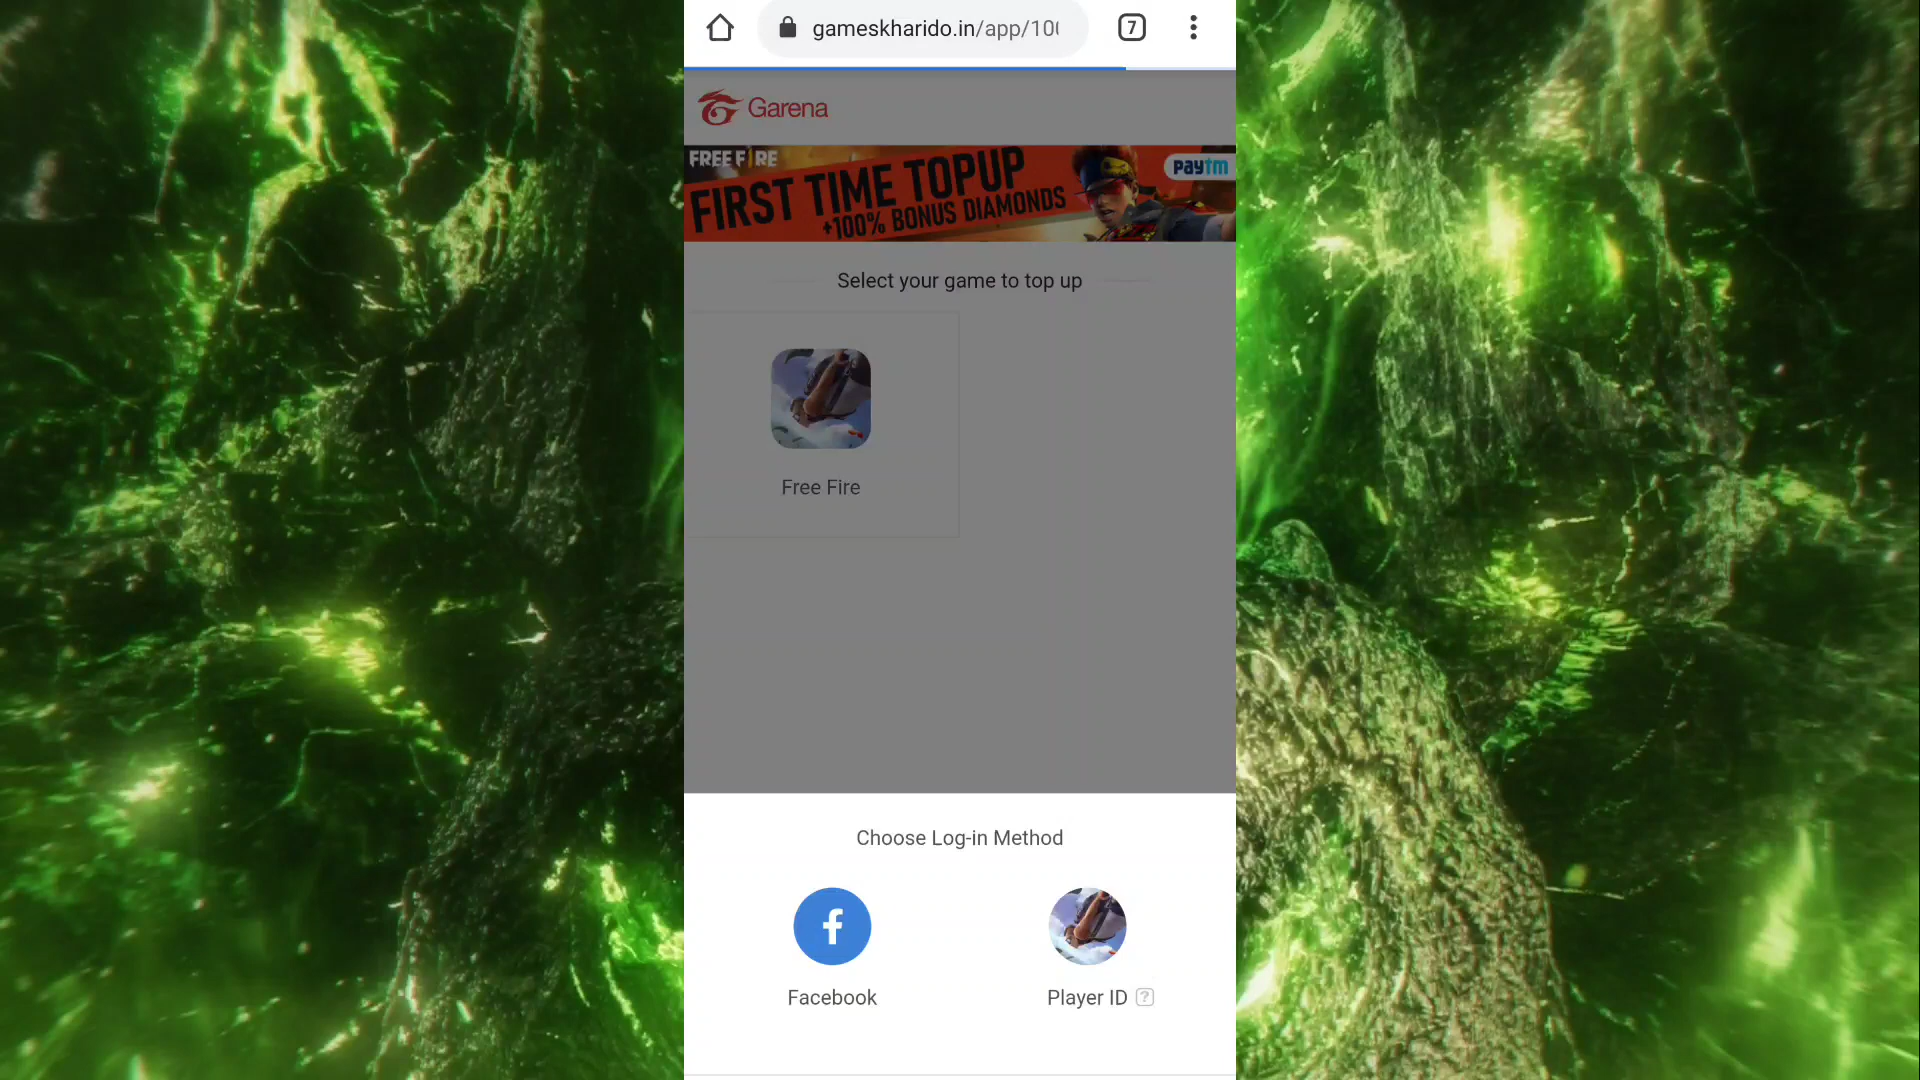 gameskharido.in/app/10
7
Garena
FREE FIRE
FIRST TIME TOPUP
paytm
+100% BONUS DIAMONDS
Select your game to top up
Free Fire
Choose Log-in Method
Facebook
Player ID ?